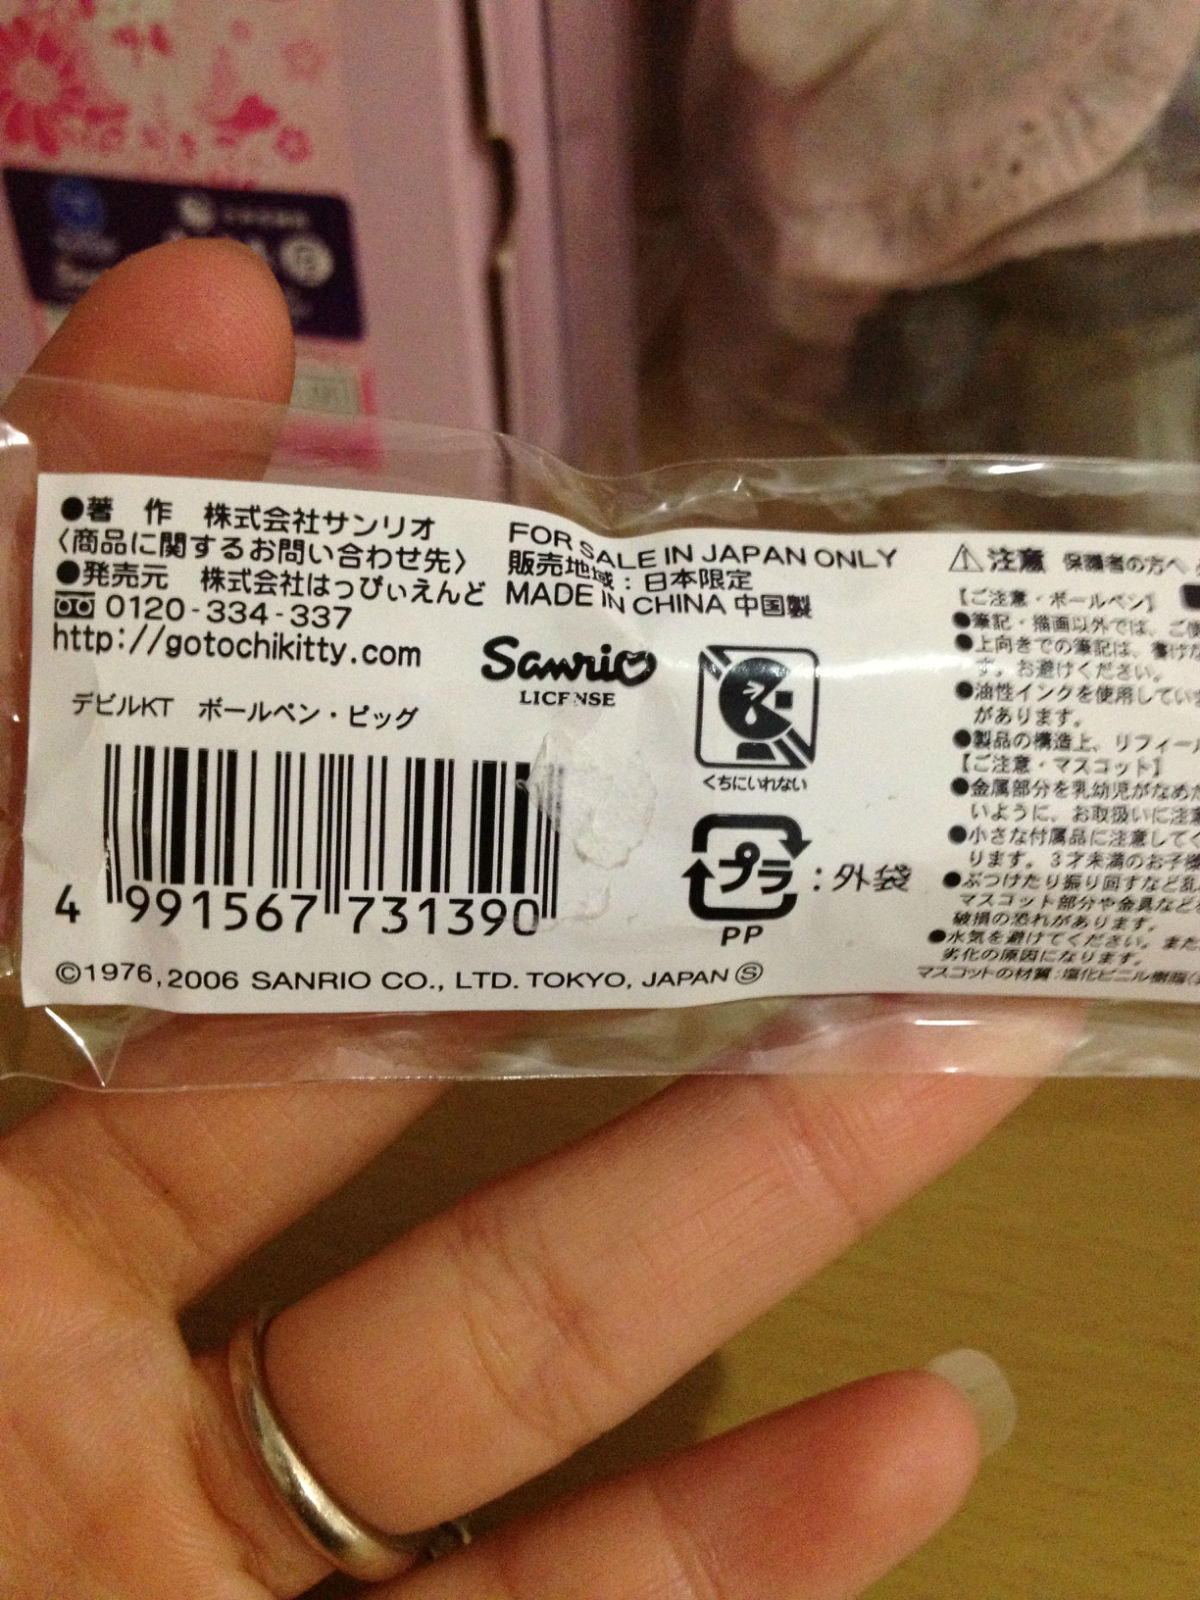 ●著 作 株式会社サンリオ
〈商品に関するお問い合わせ先〉
●発売元 株式会社はっぴぃえんど
0120-334-337
http://gotochikitty.com
デビルKT ボールペン・ピッグ
4 991567 731390
©1976,2006 SANRIO CO., LTD. TOKYO, JAPAN Ⓢ
FOR SALE IN JAPAN ONLY
販売地域：日本限定
MADE IN CHINA 中国製
Sanrio
LICENSE
くちにいれない
プラ
：外袋
PP
⚠注意 保護者の方へ
【ご注意・ボールペン】
●筆記・描画以外では、ご使
●上向きでの筆記は、書けな
す。お避けください。
●油性インクを使用していま
があります。
●製品の構造上、リフィール
【ご注意・マスコット】
●金属部分を乳幼児がなめた
いように、お取扱いに注意
●小さな付属品に注意してく
ります。3才未満のお子様
●ぶつけたり振り回すなど乱
マスコット部分や金具など
破損の恐れがあります。
●水気を避けてください。また
劣化の原因になります。
マスコットの材質：塩化ビニル樹脂